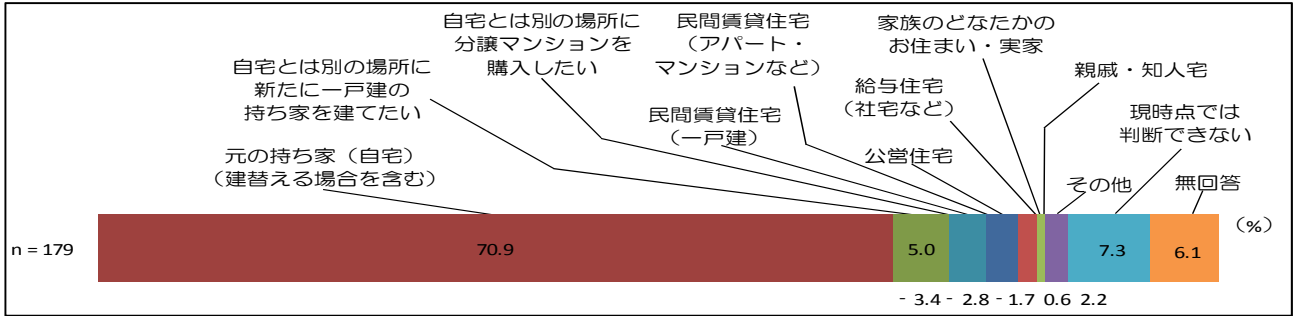 自宅とは別の場所に
新たに一戸建の
持ち家を建てたい
自宅とは別の場所に
分譲マンションを
購入したい
民間賃貸住宅
（アパート・
マンションなど）
家族のどなたかの
お住まい・実家
親戚・知人宅
給与住宅
（社宅など）
現時点では
判断できない
民間賃貸住宅
（一戸建）
公営住宅
元の持ち家（自宅）
（建替える場合を含む）
その他
無回答
（%）
n = 179
70.9
5.0
7.3
6.1
- 3.4 - 2.8 - 1.7 0.6 2.2